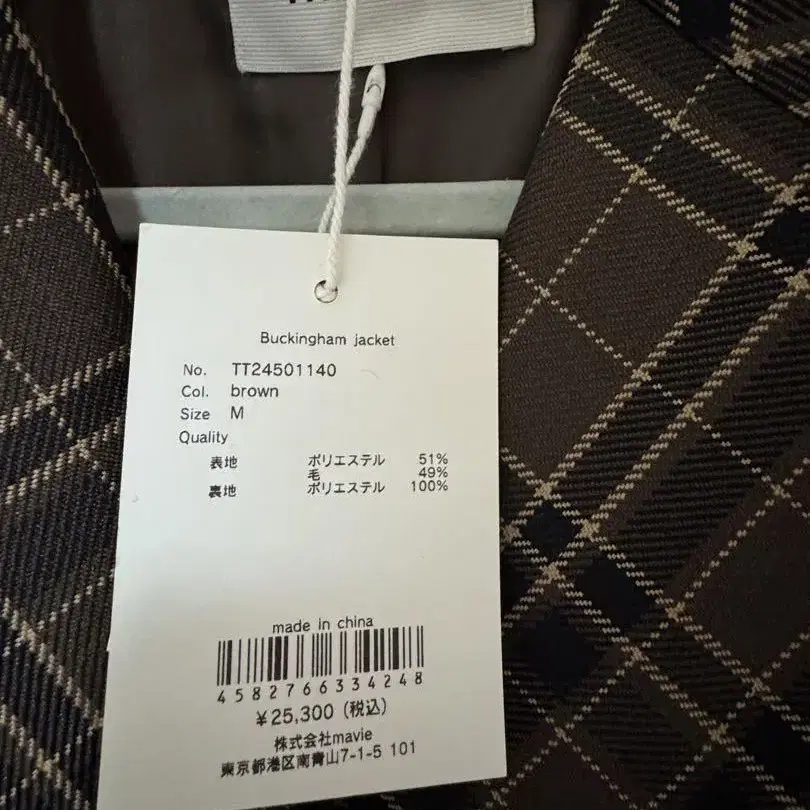 Buckingham jacket
No. TT24501140
Col. brown
Size M
Quality
表地 ポリエステル 51%
毛 49%
裏地 ポリエステル 100%
made in china
4582766334248
¥25,300 (税込)
株式会社mavie
東京都港区南青山7-1-5 101